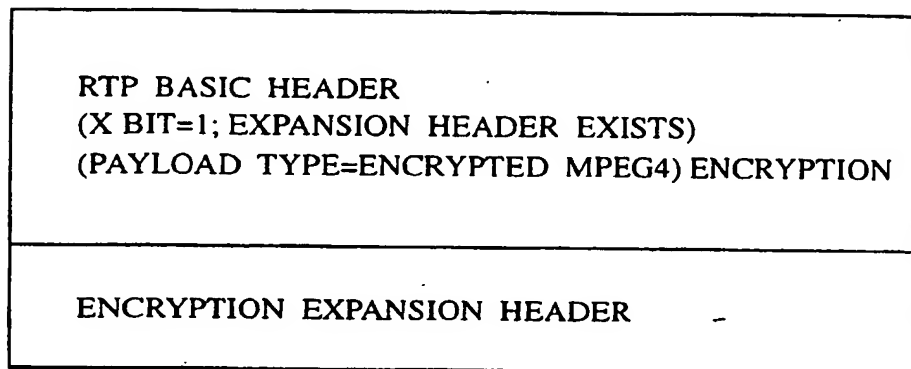 RTP BASIC HEADER
(X BIT=1; EXPANSION HEADER EXISTS)
(PAYLOAD TYPE=ENCRYPTED MPEG4) ENCRYPTION
ENCRYPTION EXPANSION HEADER